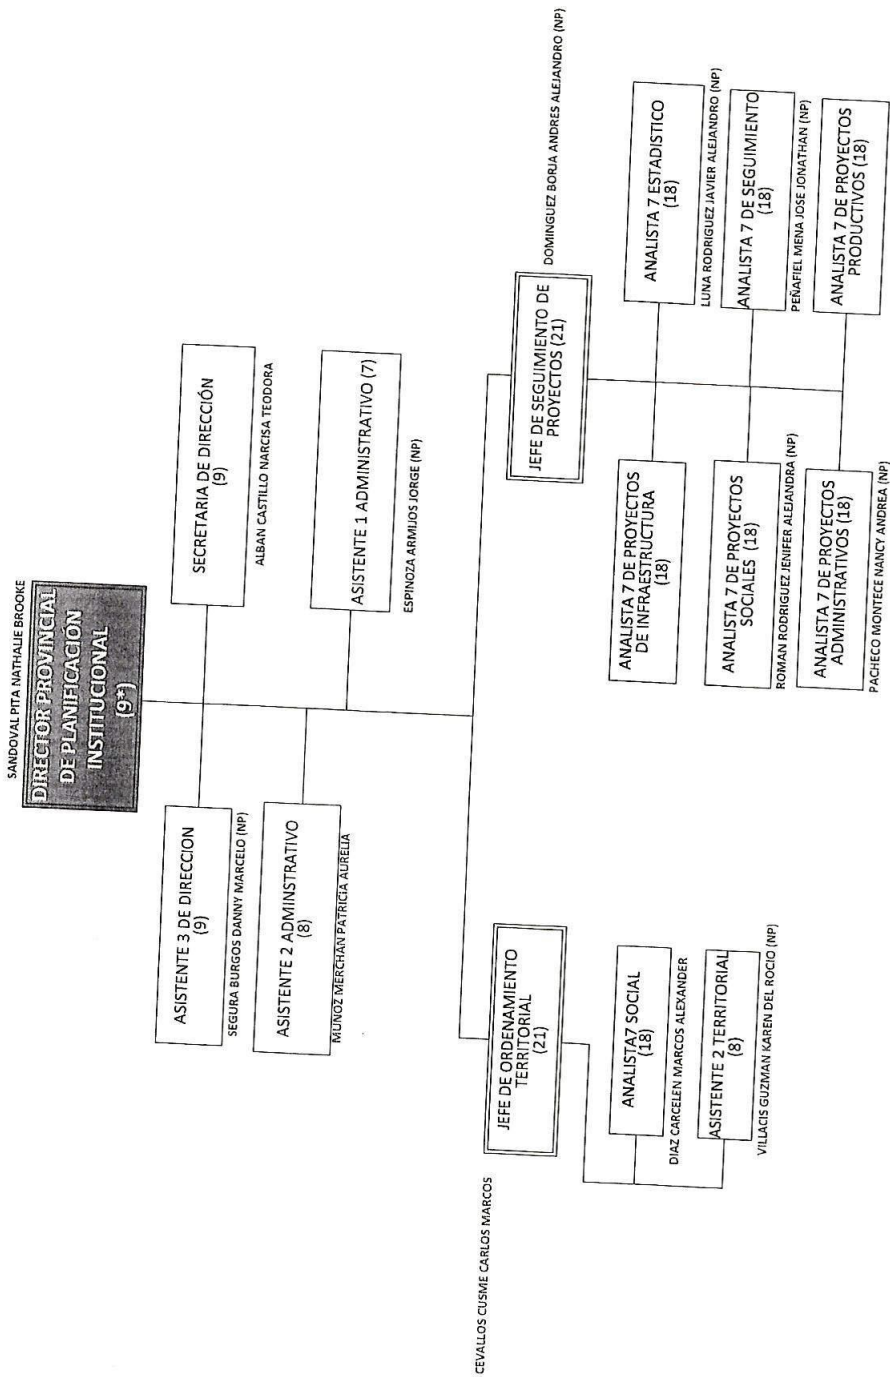 SANDOVAL PITA NATHALIE BROOKE
DIRECTOR PROVINCIAL
DE PLANIFICACIÓN
INSTITUCIONAL
(9*)
ASISTENTE 3 DE DIRECCION
(9)
SEGURA BURGOS DANNY MARCELO (NP)
SECRETARIA DE DIRECCIÓN
(9)
ALBAN CASTILLO NARCISA TEODORA
ASISTENTE 2 ADMINSTRATIVO
(8)
MUÑOZ MERCHAN PATRICIA AURELIA
ASISTENTE 1 ADMINISTRATIVO (7)
ESPINOZA ARMIJOS JORGE (NP)
CEVALLOS CUSME CARLOS MARCOS
JEFE DE ORDENAMIENTO
TERRITORIAL
(21)
ANALISTA7 SOCIAL
(18)
DIAZ CARCELEN MARCOS ALEXANDER
ASISTENTE 2 TERRITORIAL
(8)
VILLACIS GUZMAN KAREN DEL ROCIO (NP)
DOMINGUEZ BORJA ANDRES ALEJANDRO (NP)
JEFE DE SEGUIMIENTO DE
PROYECTOS (21)
ANALISTA 7 DE PROYECTOS
DE INFRAESTRUCTURA
(18)
ANALISTA 7 ESTADISTICO
(18)
LUNA RODRIGUEZ JAVIER ALEJANDRO (NP)
ANALISTA 7 DE PROYECTOS
SOCIALES (18)
ROMAN RODRIGUEZ JENIFER ALEJANDRA (NP)
ANALISTA 7 DE SEGUIMIENTO
(18)
PEÑAFIEL MENA JOSE JONATHAN (NP)
ANALISTA 7 DE PROYECTOS
ADMINISTRATIVOS (18)
PACHECO MONTECE NANCY ANDREA (NP)
ANALISTA 7 DE PROYECTOS
PRODUCTIVOS (18)